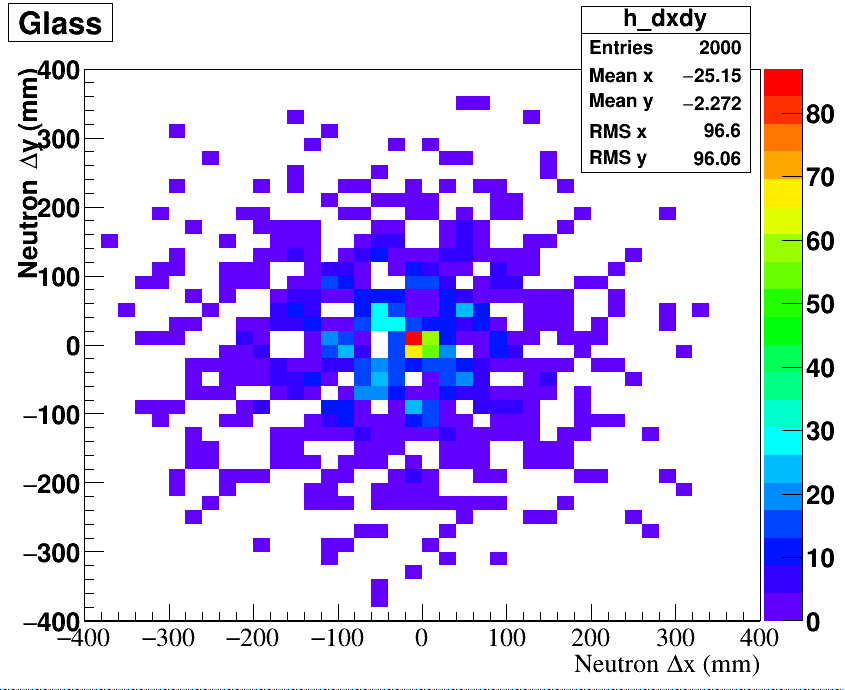 Glass
h_dxdy
Entries 2000
Mean x −25.15
Mean y −2.272
RMS x 96.6
RMS y 96.06
Neutron Δy (mm)
400
300
200
100
0
−100
−200
−300
−400
−400 −300 −200 −100 0 100 200 300 400
Neutron Δx (mm)
80
70
60
50
40
30
20
10
0